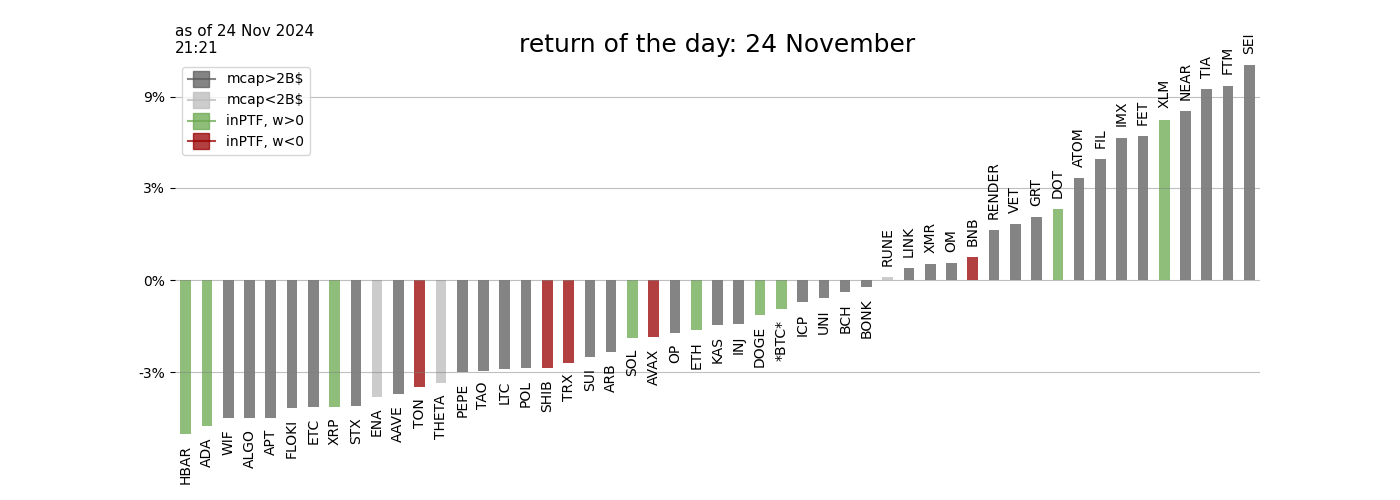 as of 24 Nov 2024
21:21
return of the day: 24 November
mcap>2B$
mcap<2B$
inPTF, w>0
inPTF, w<0
9%
3%
0%
-3%
HBAR
ADA
WIF
ALGO
APT
FLOKI
ETC
XRP
STX
ENA
AAVE
TON
THETA
PEPE
TAO
LTC
POL
SHIB
TRX
SUI
ARB
SOL
AVAX
OP
ETH
KAS
INJ
DOGE
*BTC*
ICP
UNI
BCH
BONK
RUNE
LINK
XMR
OM
BNB
RENDER
VET
GRT
DOT
ATOM
FIL
IMX
FET
XLM
NEAR
TIA
FTM
SEI